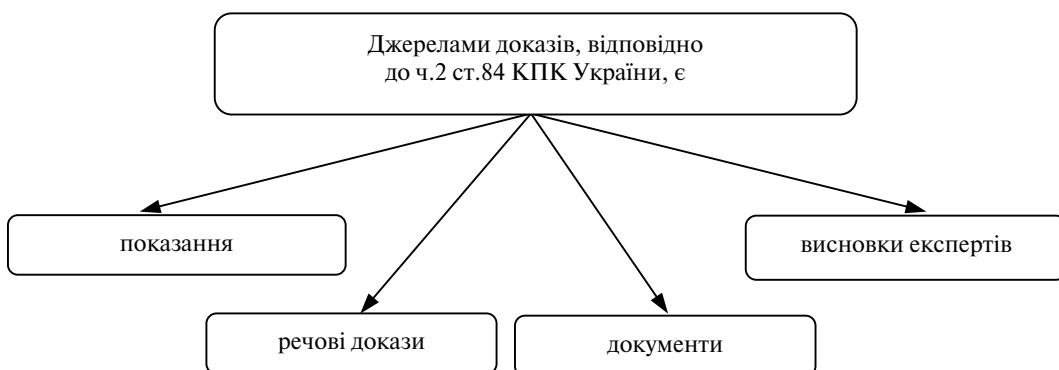 Джерелами доказів, відповідно
до ч.2 ст.84 КПК України, є
показання
висновки експертів
речові докази
документи